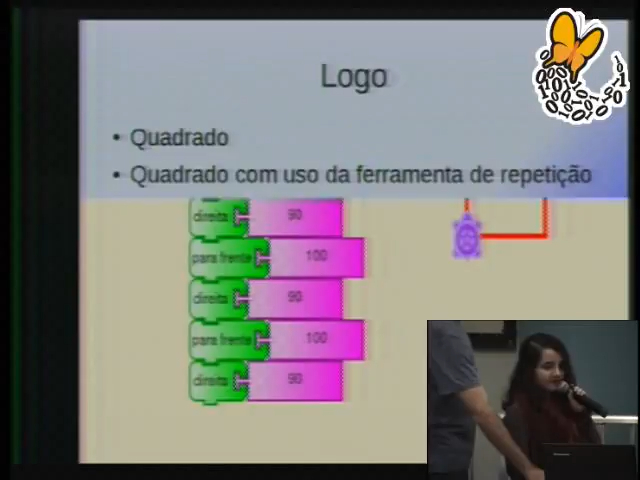 Logo
• Quadrado
• Quadrado com uso da ferramenta de repetição
direita 90
para frente 100
direita 90
para frente 100
direita 90